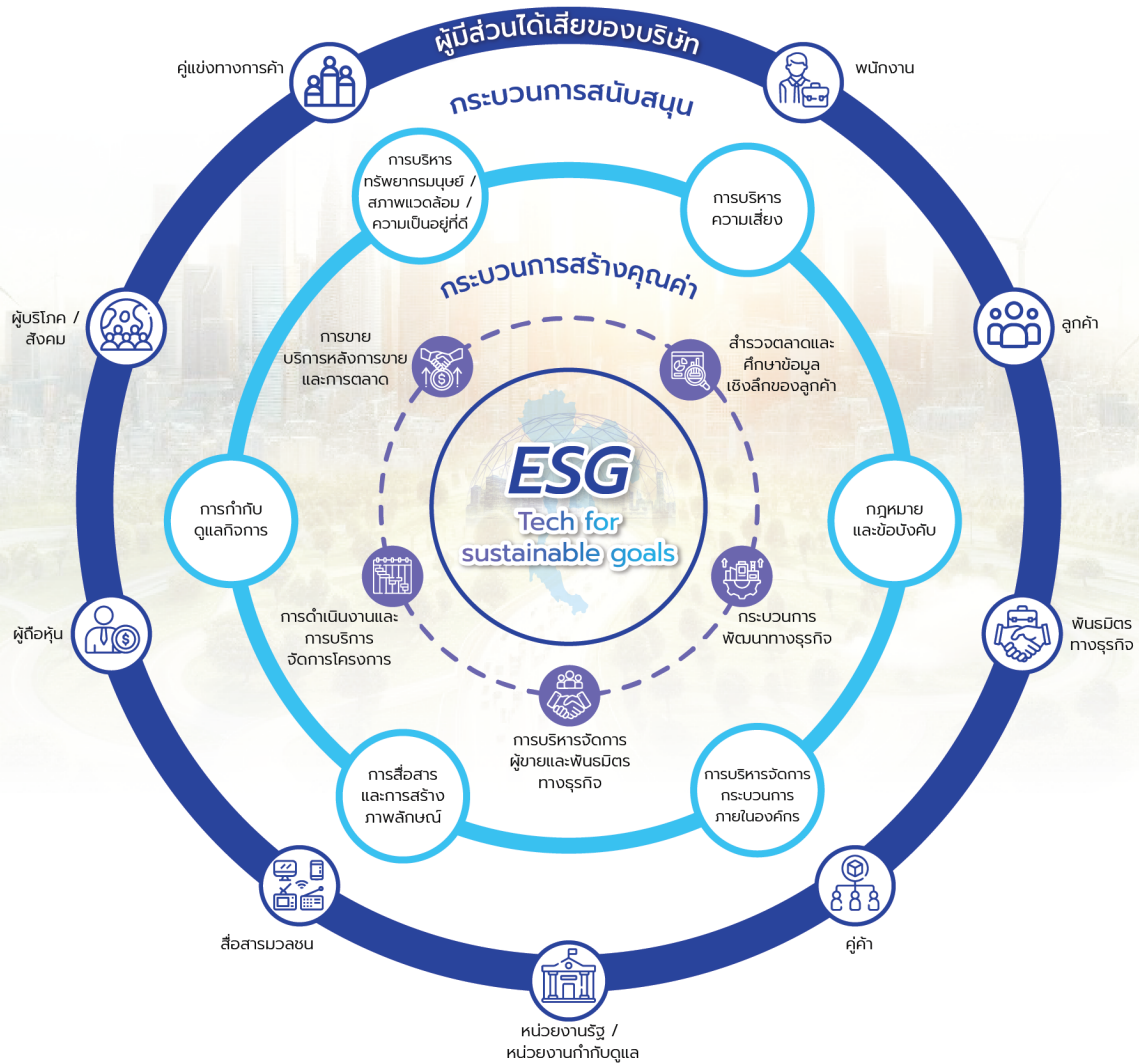 ผู้มีส่วนได้เสียของบริษัท
คู่แข่งทางการค้า
พนักงาน
กระบวนการสนับสนุน
การบริหาร
ทรัพยากรมนุษย์ /
สภาพแวดล้อม /
ความเป็นอยู่ที่ดี
การบริหาร
ความเสี่ยง
กระบวนการสร้างคุณค่า
ผู้บริโภค /
สังคม
ลูกค้า
การขาย
บริการหลังการขาย
และการตลาด
สำรวจตลาดและ
ศึกษาข้อมูล
เชิงลึกของลูกค้า
ESG
Tech for
sustainable goals
การกำกับ
ดูแลกิจการ
กฎหมาย
และข้อบังคับ
ผู้ถือหุ้น
การดำเนินงานและ
การบริการ
จัดการโครงการ
กระบวนการ
พัฒนาทางธุรกิจ
พันธมิตร
ทางธุรกิจ
การบริหารจัดการ
ผู้ขายและพันธมิตร
ทางธุรกิจ
การสื่อสาร
และการสร้าง
ภาพลักษณ์
การบริหารจัดการ
กระบวนการ
ภายในองค์กร
สื่อสารมวลชน
คู่ค้า
หน่วยงานรัฐ /
หน่วยงานกำกับดูแล